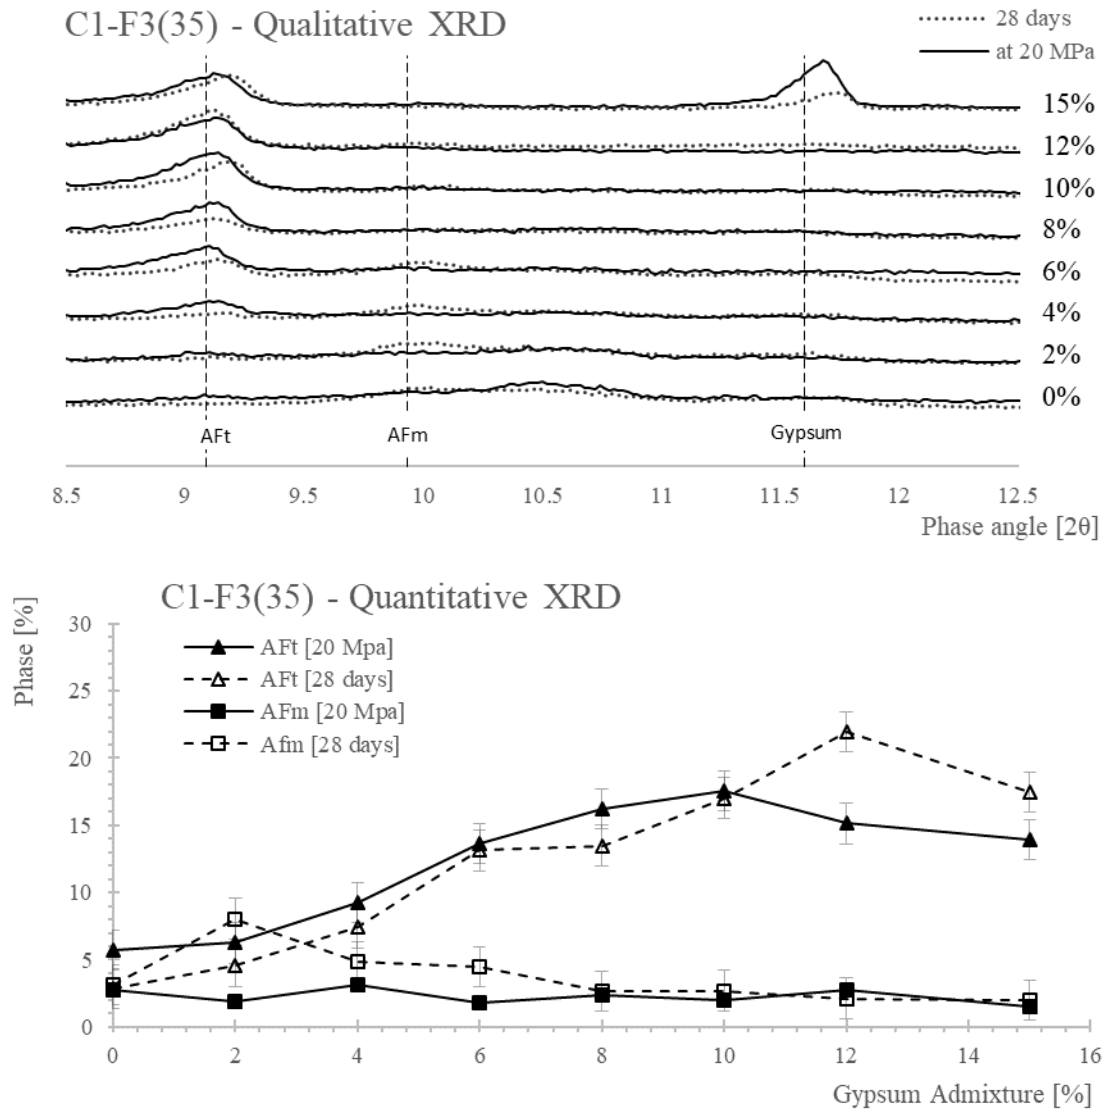 C1-F3(35) - Qualitative XRD
28 days
at 20 MPa
15%
12%
10%
8%
6%
4%
2%
0%
AFt AFm Gypsum
8.5 9 9.5 10 10.5 11 11.5 12 12.5
Phase angle [2θ]
C1-F3(35) - Quantitative XRD
Phase [%]
30
25
20
15
10
5
0
AFt [20 Mpa]
AFt [28 days]
AFm [20 Mpa]
Afm [28 days]
0 2 4 6 8 10 12 14 16
Gypsum Admixture [%]